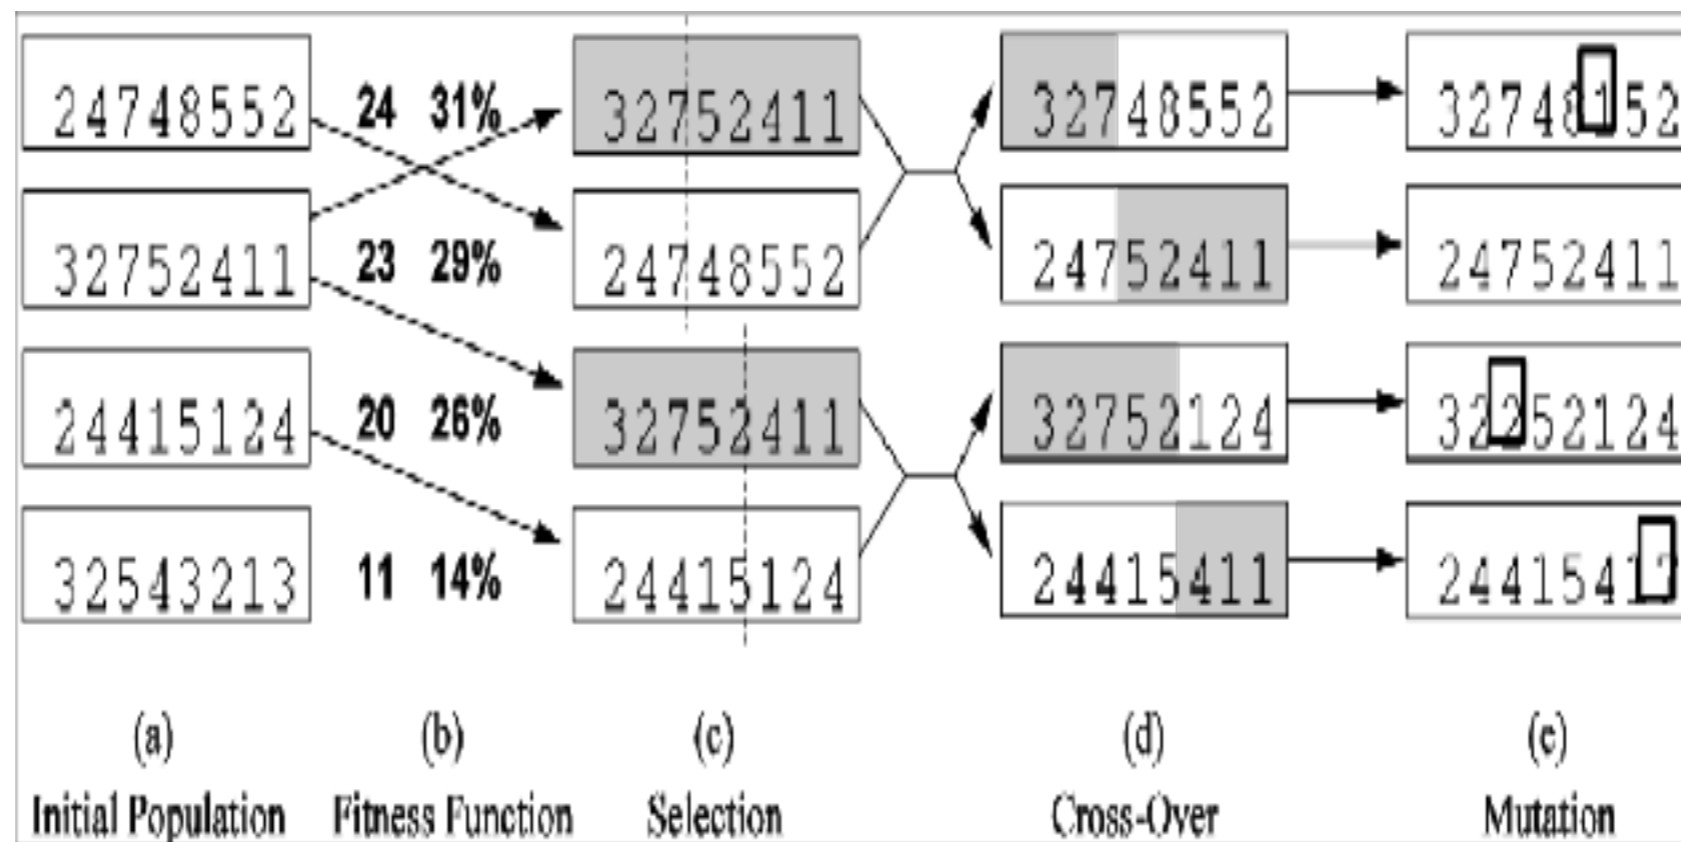 24748552 24 31% 32752411 32748552 32748152
32752411 23 29% 24748552 24752411 24752411
24415124 20 26% 32752411 32752124 32252124
32543213 11 14% 24415124 24415411 24415417
(a) (b) (c) (d) (e)
Initial Population Fitness Function Selection Cross-Over Mutation